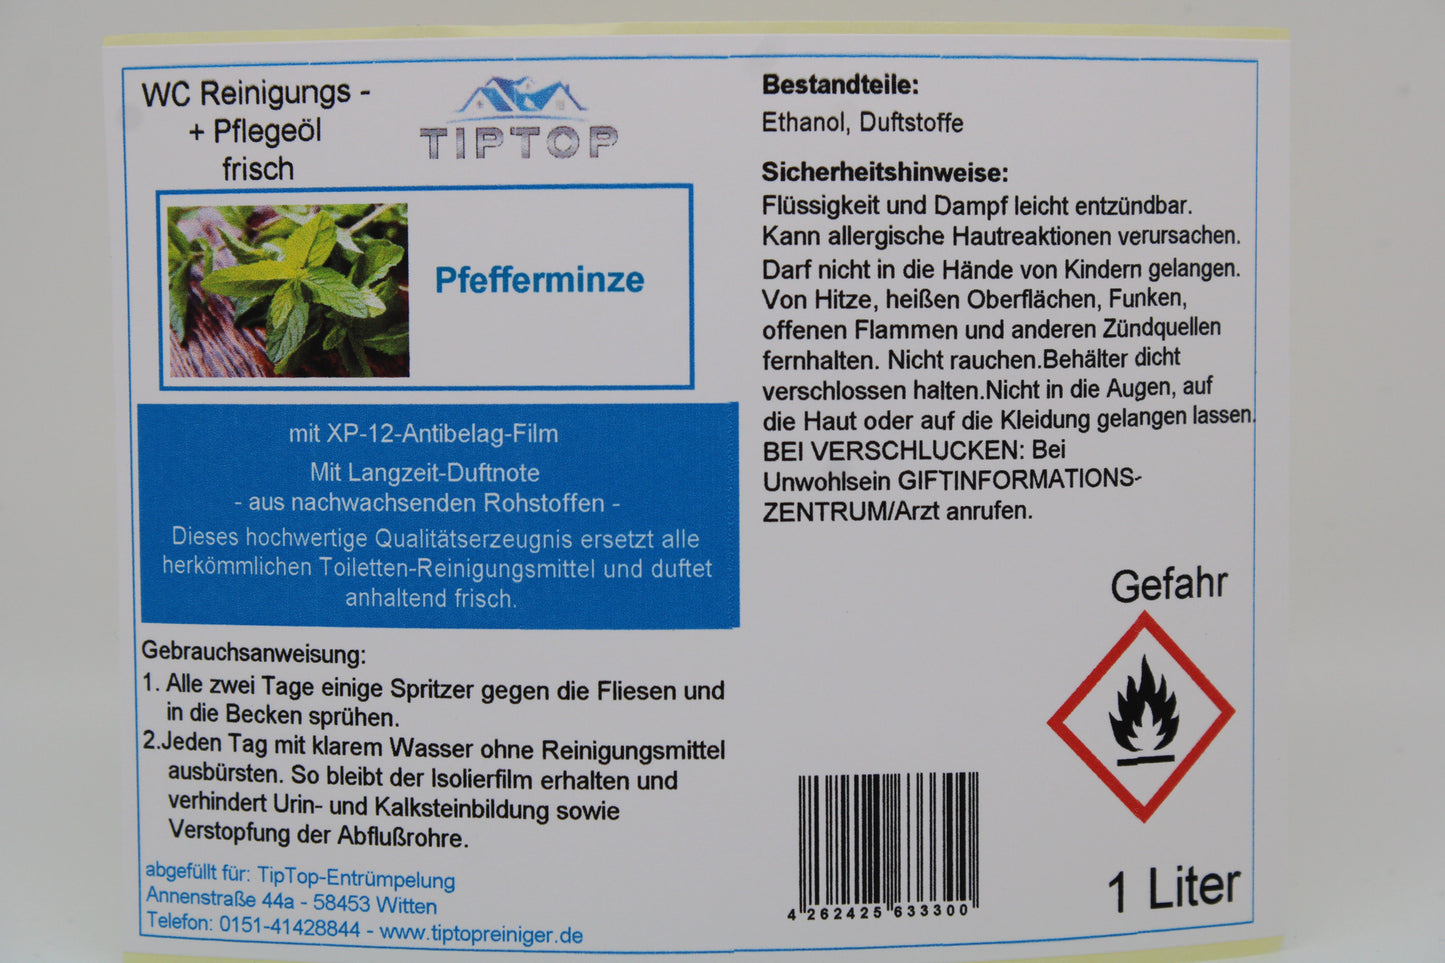 WC Reinigungs -
+ Pflegeöl
frisch
TIPTOP
Pfefferminze
mit XP-12-Antibelag-Film
Mit Langzeit-Duftnote
- aus nachwachsenden Rohstoffen -
Dieses hochwertige Qualitätserzeugnis ersetzt alle
herkömmlichen Toiletten-Reinigungsmittel und duftet
anhaltend frisch.
Gebrauchsanweisung:
1. Alle zwei Tage einige Spritzer gegen die Fliesen und
in die Becken sprühen.
2.Jeden Tag mit klarem Wasser ohne Reinigungsmittel
ausbürsten. So bleibt der Isolierfilm erhalten und
verhindert Urin- und Kalksteinbildung sowie
Verstopfung der Abflußrohre.
abgefüllt für: TipTop-Entrümpelung
Annenstraße 44a - 58453 Witten
Telefon: 0151-41428844 - www.tiptopreiniger.de
Bestandteile:
Ethanol, Duftstoffe
Sicherheitshinweise:
Flüssigkeit und Dampf leicht entzündbar.
Kann allergische Hautreaktionen verursachen.
Darf nicht in die Hände von Kindern gelangen.
Von Hitze, heißen Oberflächen, Funken,
offenen Flammen und anderen Zündquellen
fernhalten. Nicht rauchen.Behälter dicht
verschlossen halten.Nicht in die Augen, auf
die Haut oder auf die Kleidung gelangen lassen.
BEI VERSCHLUCKEN: Bei
Unwohlsein GIFTINFORMATIONS-
ZENTRUM/Arzt anrufen.
Gefahr
4 262425 633300
1 Liter